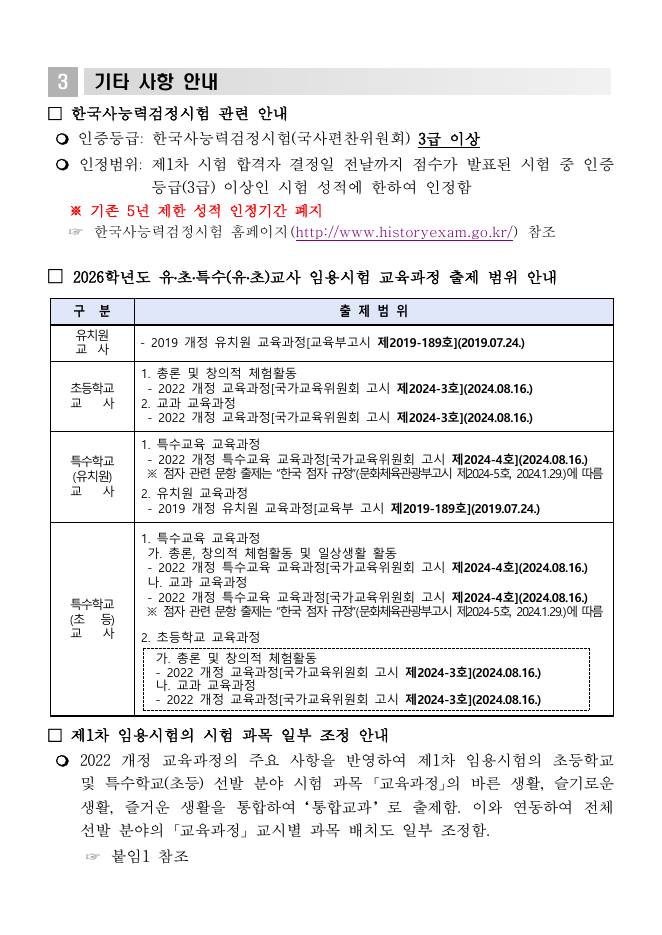 3 기타 사항 안내
□ 한국사능력검정시험 관련 안내
❍ 인증등급: 한국사능력검정시험(국사편찬위원회) 3급 이상
❍ 인정범위: 제1차 시험 합격자 결정일 전날까지 점수가 발표된 시험 중 인증
등급(3급) 이상인 시험 성적에 한하여 인정함
※ 기존 5년 제한 성적 인정기간 폐지
☞ 한국사능력검정시험 홈페이지(http://www.historyexam.go.kr/) 참조
□ 2026학년도 유·초·특수(유·초)교사 임용시험 교육과정 출제 범위 안내
구 분 출 제 범 위
유치원
교 사
- 2019 개정 유치원 교육과정[교육부고시 제2019-189호](2019.07.24.)
초등학교
교 사
1. 총론 및 창의적 체험활동
- 2022 개정 교육과정[국가교육위원회 고시 제2024-3호](2024.08.16.)
2. 교과 교육과정
- 2022 개정 교육과정[국가교육위원회 고시 제2024-3호](2024.08.16.)
특수학교
(유치원)
교 사
1. 특수교육 교육과정
- 2022 개정 특수교육 교육과정[국가교육위원회 고시 제2024-4호](2024.08.16.)
※ 점자 관련 문항 출제는 "한국 점자 규정"(문화체육관광부고시 제2024-5호, 2024.1.29.)에 따름
2. 유치원 교육과정
- 2019 개정 유치원 교육과정[교육부 고시 제2019-189호](2019.07.24.)
특수학교
(초 등)
교 사
1. 특수교육 교육과정
가. 총론, 창의적 체험활동 및 일상생활 활동
- 2022 개정 특수교육 교육과정[국가교육위원회 고시 제2024-4호](2024.08.16.)
나. 교과 교육과정
- 2022 개정 특수교육 교육과정[국가교육위원회 고시 제2024-4호](2024.08.16.)
※ 점자 관련 문항 출제는 "한국 점자 규정"(문화체육관광부고시 제2024-5호, 2024.1.29.)에 따름
2. 초등학교 교육과정
가. 총론 및 창의적 체험활동
- 2022 개정 교육과정[국가교육위원회 고시 제2024-3호](2024.08.16.)
나. 교과 교육과정
- 2022 개정 교육과정[국가교육위원회 고시 제2024-3호](2024.08.16.)
□ 제1차 임용시험의 시험 과목 일부 조정 안내
❍ 2022 개정 교육과정의 주요 사항을 반영하여 제1차 임용시험의 초등학교
및 특수학교(초등) 선발 분야 시험 과목「교육과정」의 바른 생활, 슬기로운
생활, 즐거운 생활을 통합하여 ‘통합교과’ 로 출제함. 이와 연동하여 전체
선발 분야의「교육과정」교시별 과목 배치도 일부 조정함.
☞ 붙임1 참조